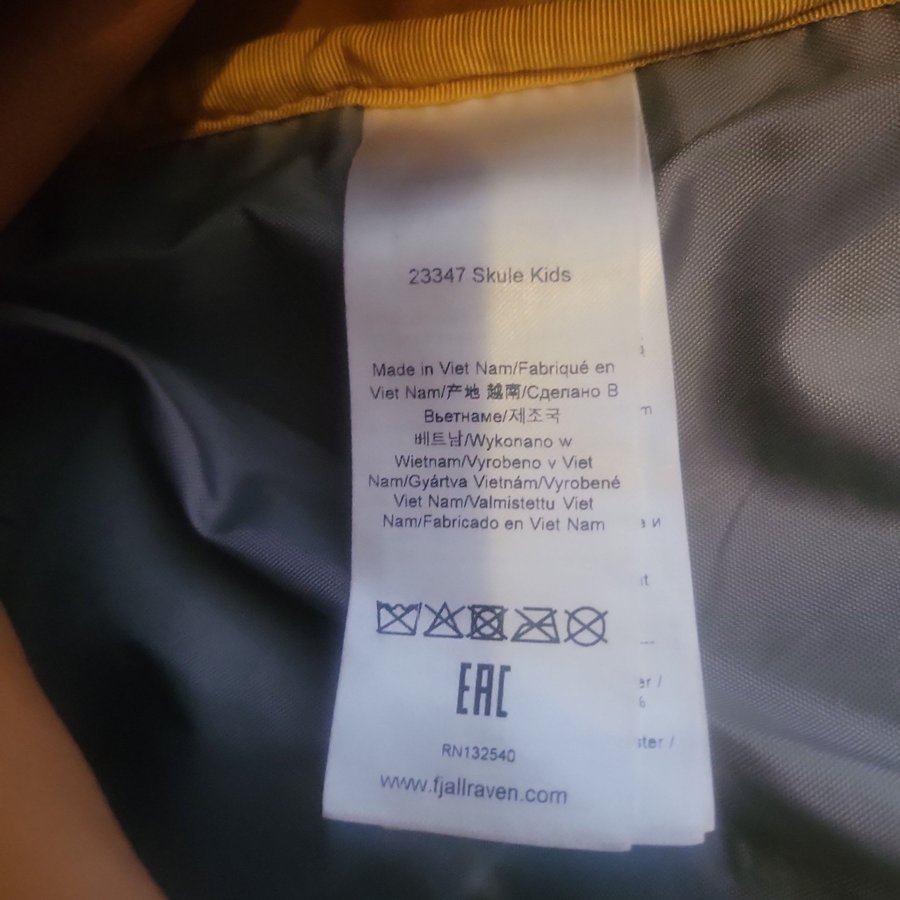 23347 Skule Kids
Made in Viet Nam/Fabriqué en
Viet Nam/产地 越南/Сделано В
Вьетнаме/제조국
베트남/Wykonano w
Wietnam/Vyrobeno v Viet
Nam/Gyártva Vietnám/Vyrobené
Viet Nam/Valmistettu Viet
Nam/Fabricado en Viet Nam
EAC
RN132540
www.fjallraven.com